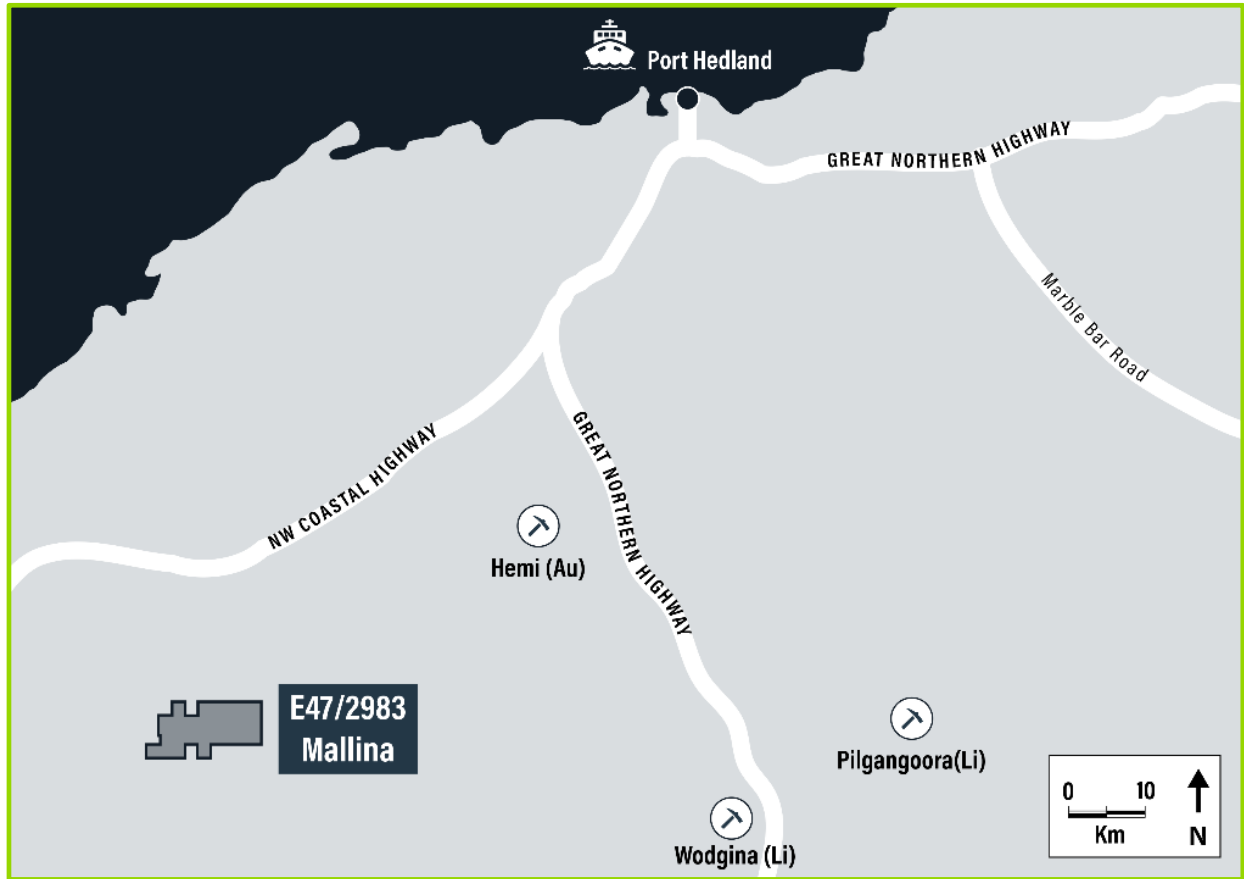 Port Hedland
GREAT NORTHERN HIGHWAY
Marble Bar Road
NW COASTAL HIGHWAY
GREAT NORTHERN HIGHWAY
Hemi (Au)
E47/2983
Mallina
Pilgangoora(Li)
Wodgina (Li)
0 10
Km
N